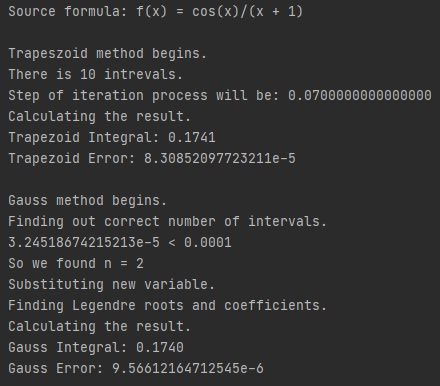 Source formula: f(x) = cos(x)/(x + 1)
Trapeszoid method begins.
There is 10 intrevals.
Step of iteration process will be: 0.0700000000000000
Calculating the result.
Trapezoid Integral: 0.1741
Trapezoid Error: 8.30852097723211e-5
Gauss method begins.
Finding out correct number of intervals.
3.24518674215213e-5 < 0.0001
So we found n = 2
Substituting new variable.
Finding Legendre roots and coefficients.
Calculating the result.
Gauss Integral: 0.1740
Gauss Error: 9.56612164712545e-6